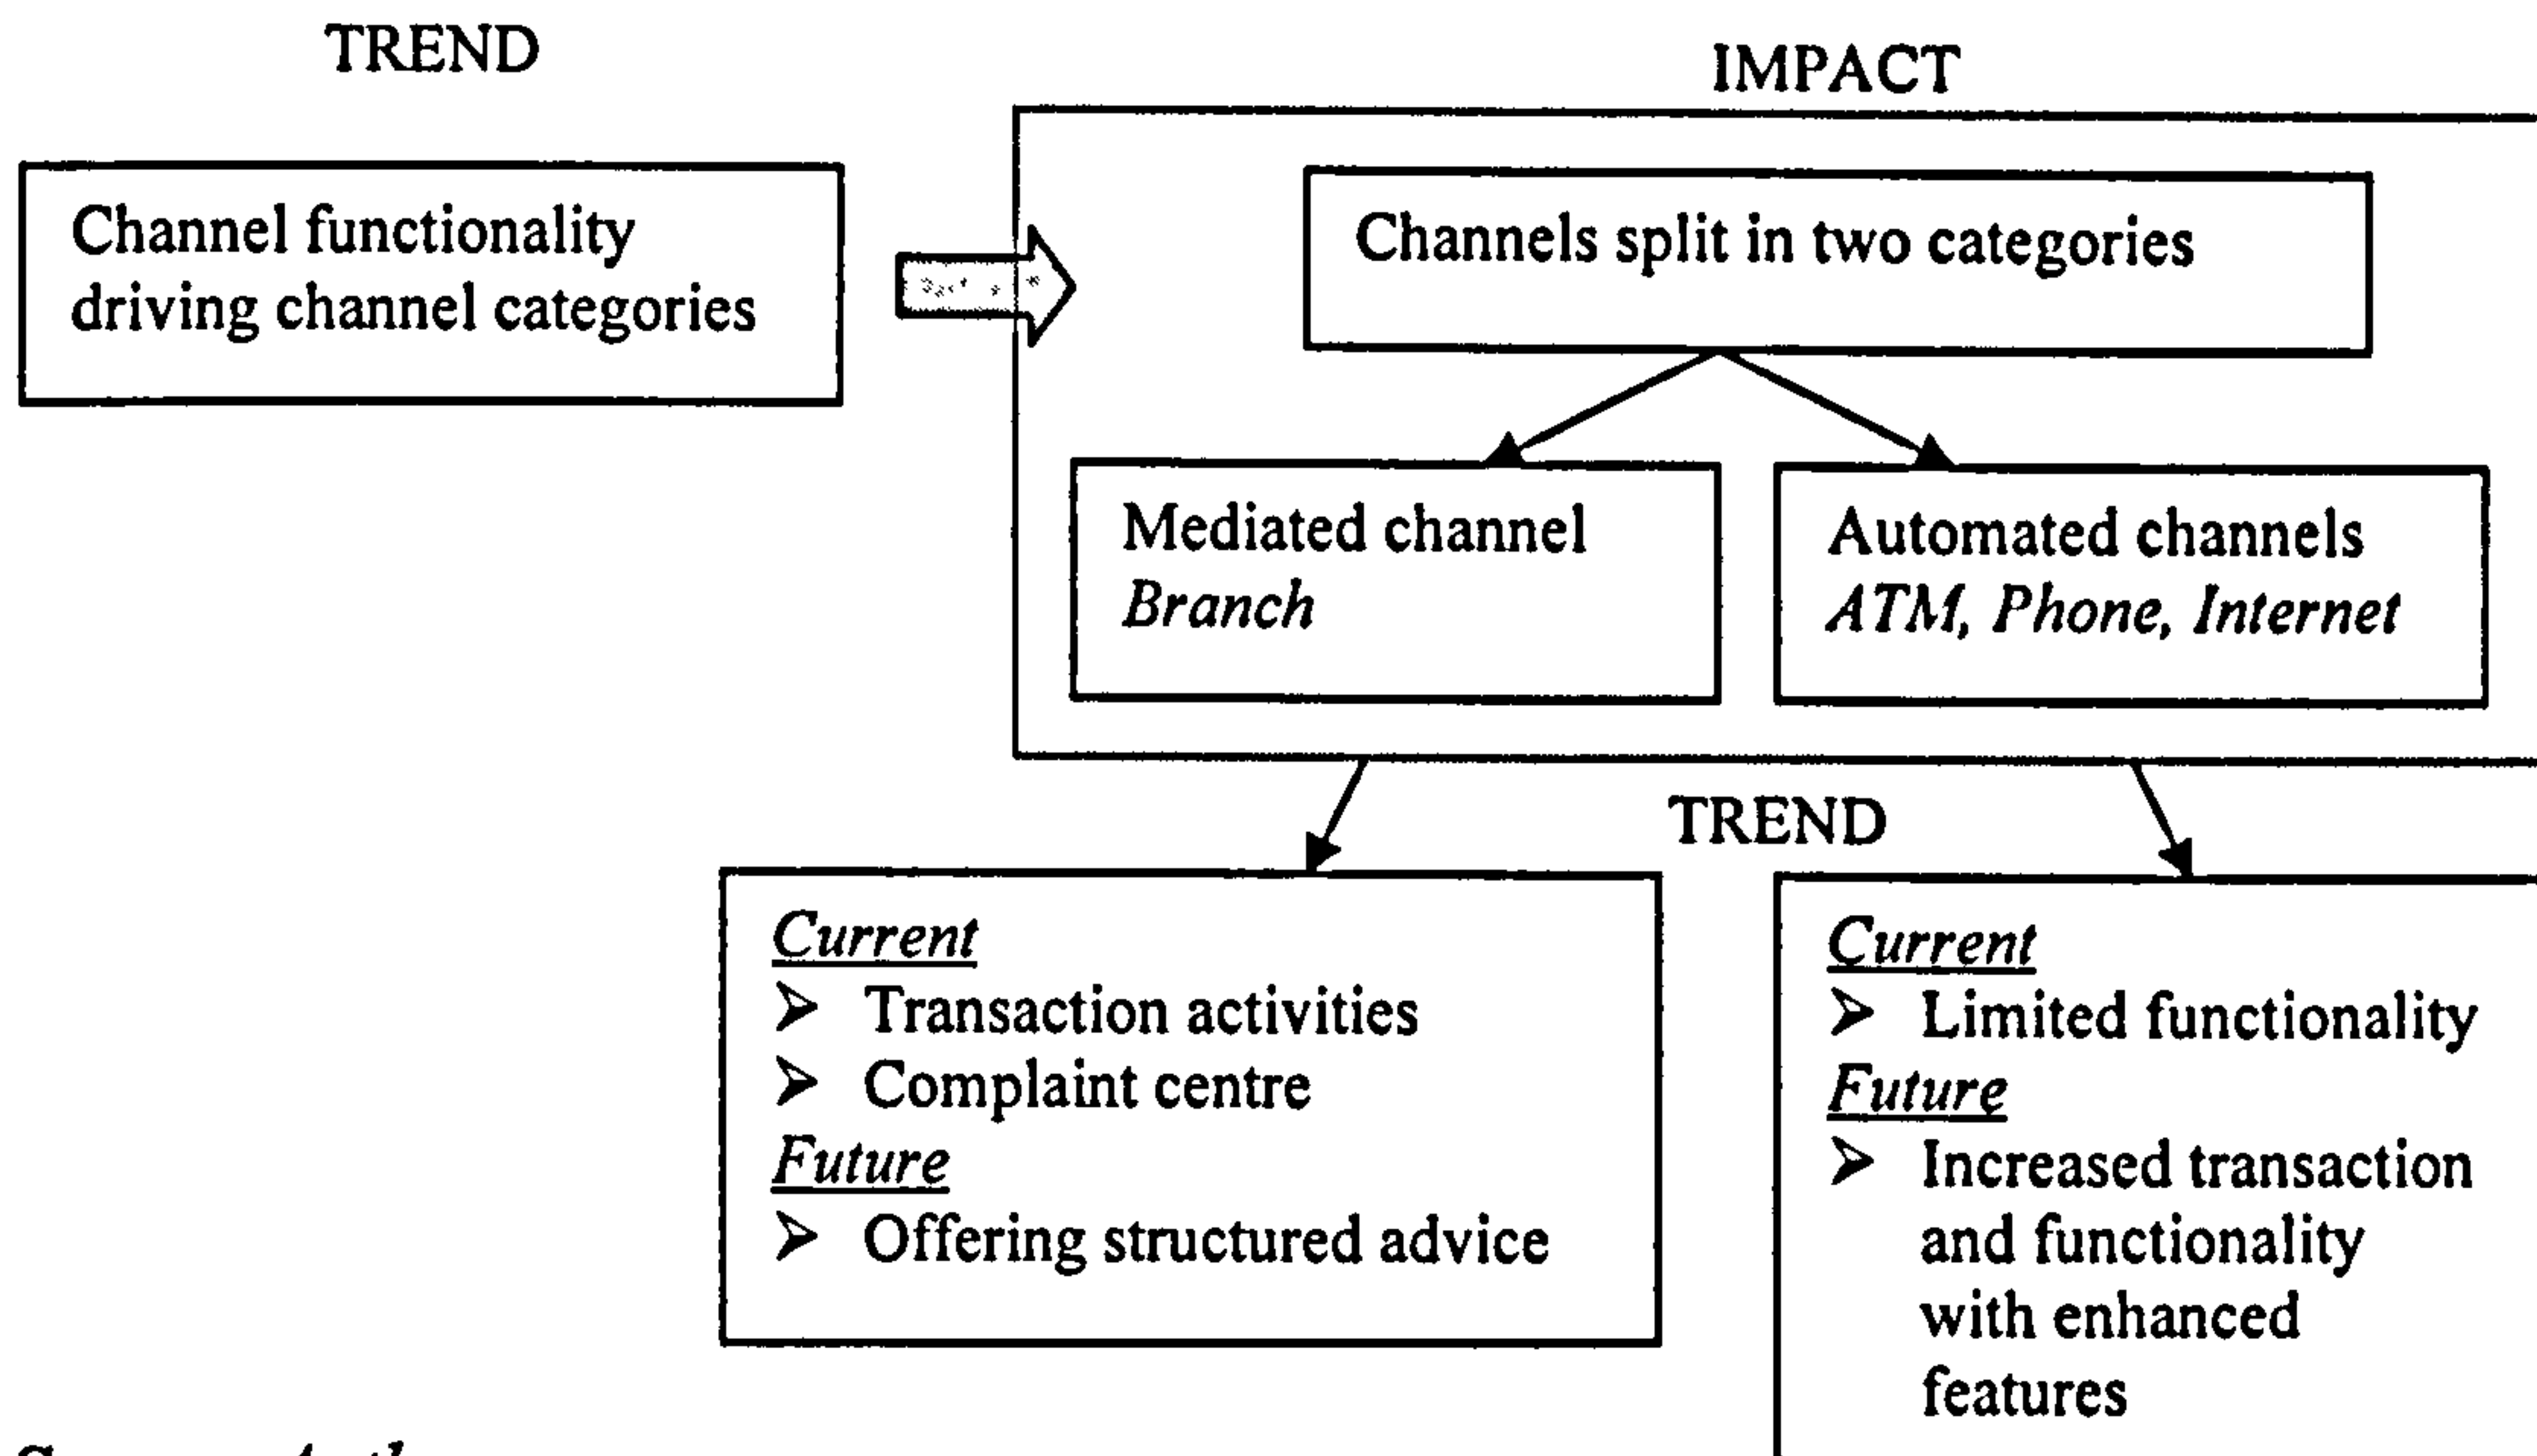 TREND
IMPACT
Channel functionality
driving channel categories
Channels split in two categories
Mediated channel
Branch
Automated channels
ATM, Phone, Internet
TREND
Current
➢ Transaction activities
➢ Complaint centre
Future
➢ Offering structured advice
Current
➢ Limited functionality
Future
➢ Increased transaction
and functionality
with enhanced
features